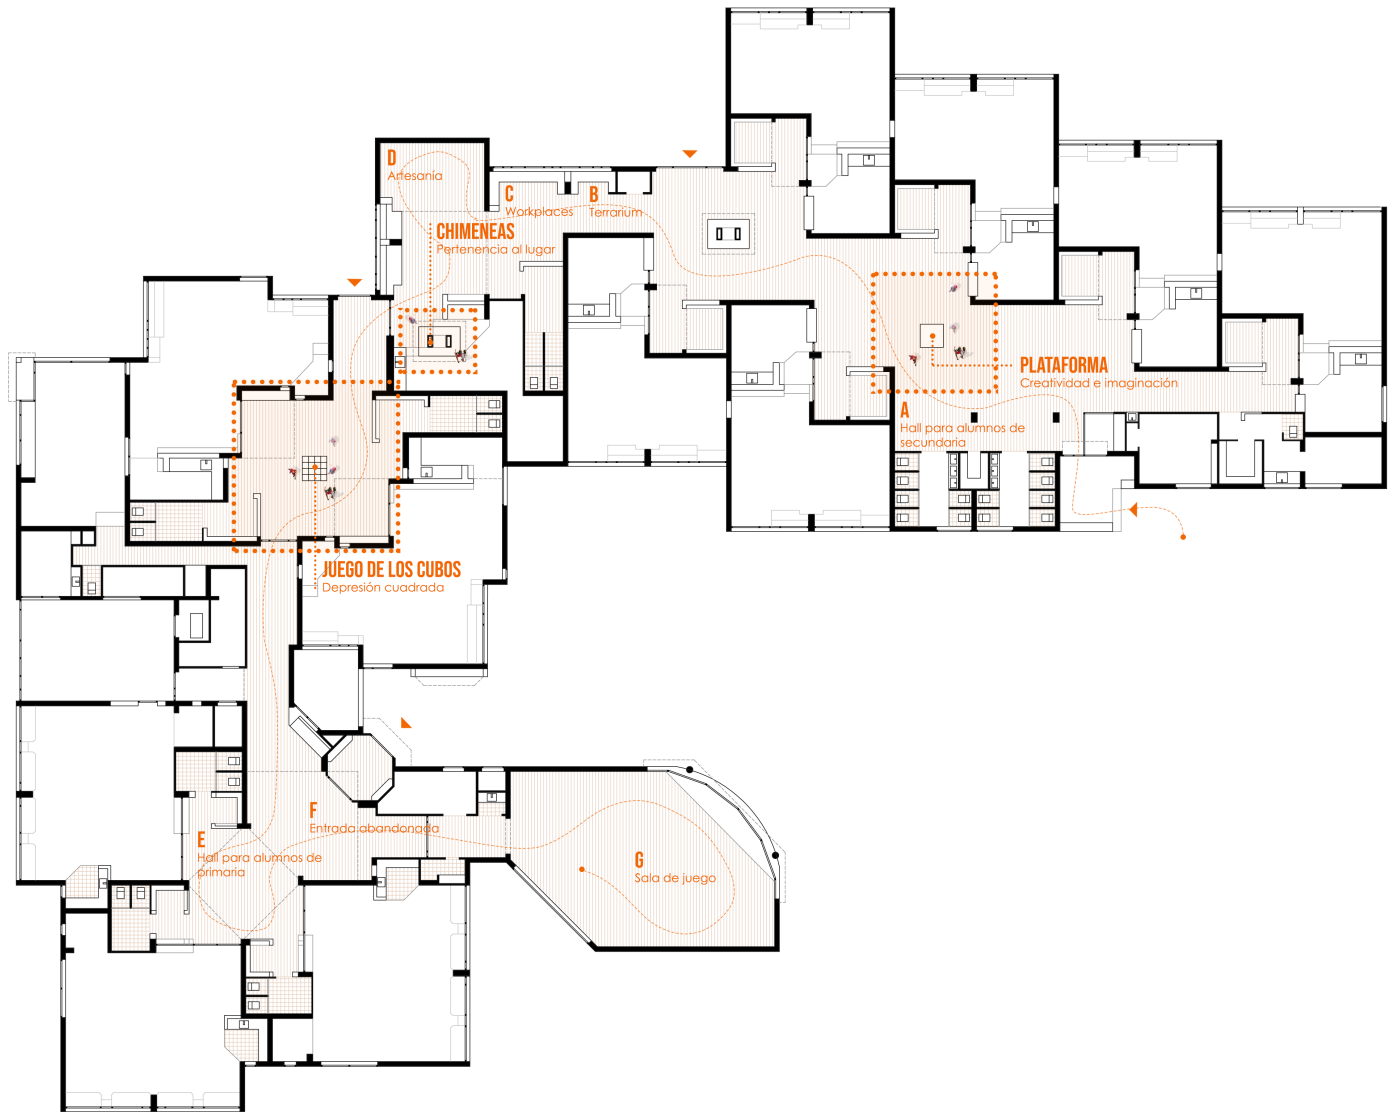 D
Artesanía
C
Workplaces
B
Terrarium
CHIMENEAS
Pertenencia al lugar
PLATAFORMA
Creatividad e imaginación
A
Hall para alumnos de
secundaria
JUEGO DE LOS CUBOS
Depresión cuadrada
F
Entrada abandonada
E
Hall para alumnos de
primaria
G
Sala de juego